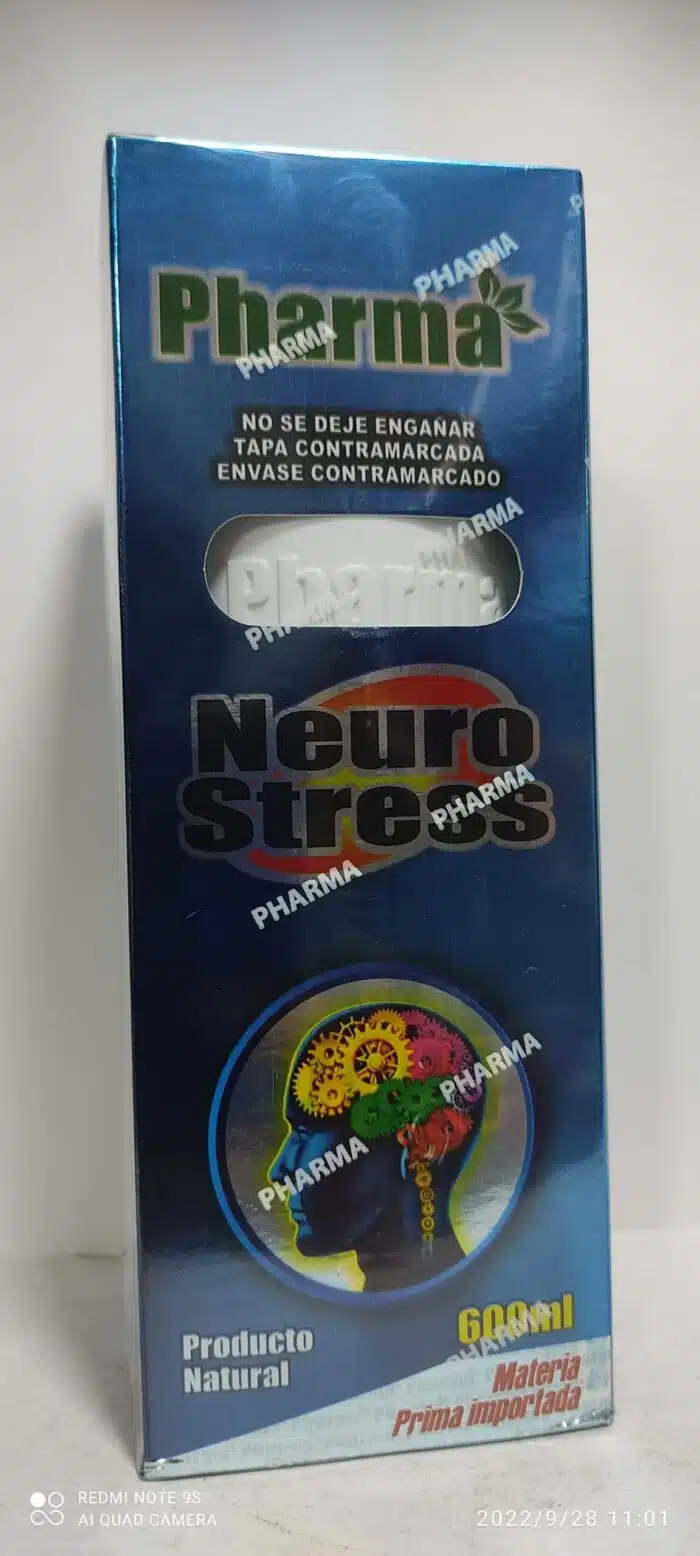 PHARMA
Pharma
PHARMA
NO SE DEJE ENGAÑAR
TAPA CONTRAMARCADA
ENVASE CONTRAMARCADO
PHARMA
Pharma
Neuro
Stress
PHARMA
PHARMA
PHARMA
PHARMA
600ml
PHARMA
Producto
Natural
Materia
Prima importada
REDMI NOTE 9S
AI QUAD CAMERA
2022/9/28 11:01